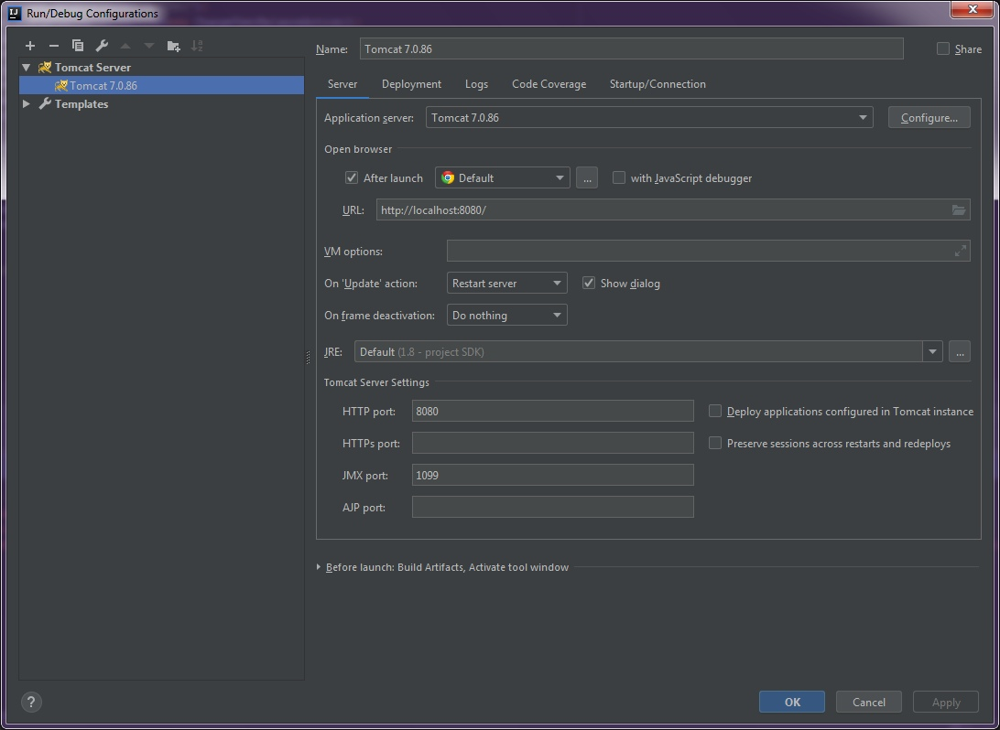 Run/Debug Configurations
Name: Tomcat 7.0.86 Share
Tomcat Server
Tomcat 7.0.86
Templates
Server Deployment Logs Code Coverage Startup/Connection
Application server: Tomcat 7.0.86 Configure...
Open browser
After launch Default ... with JavaScript debugger
URL: http://localhost:8080/
VM options:
On 'Update' action: Restart server Show dialog
On frame deactivation: Do nothing
JRE: Default (1.8 - project SDK) ...
Tomcat Server Settings
HTTP port: 8080 Deploy applications configured in Tomcat instance
HTTPs port: Preserve sessions across restarts and redeploys
JMX port: 1099
AJP port:
Before launch: Build Artifacts, Activate tool window
? OK Cancel Apply